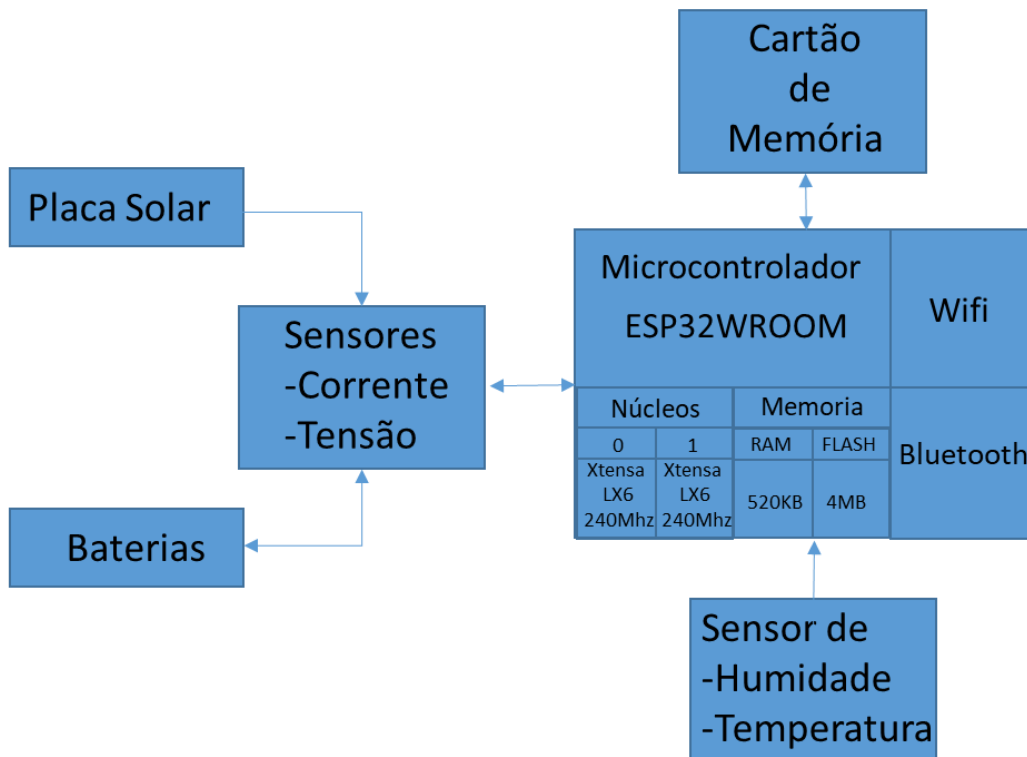 Cartão
de
Memória
Placa Solar
Microcontrolador
ESP32WROOM
Wifi
Sensores
-Corrente
-Tensão
Núcleos
Memoria
0
1
RAM
FLASH
Bluetooth
Xtensa
LX6
240Mhz
Xtensa
LX6
240Mhz
520KB
4MB
Baterias
Sensor de
-Humidade
-Temperatura